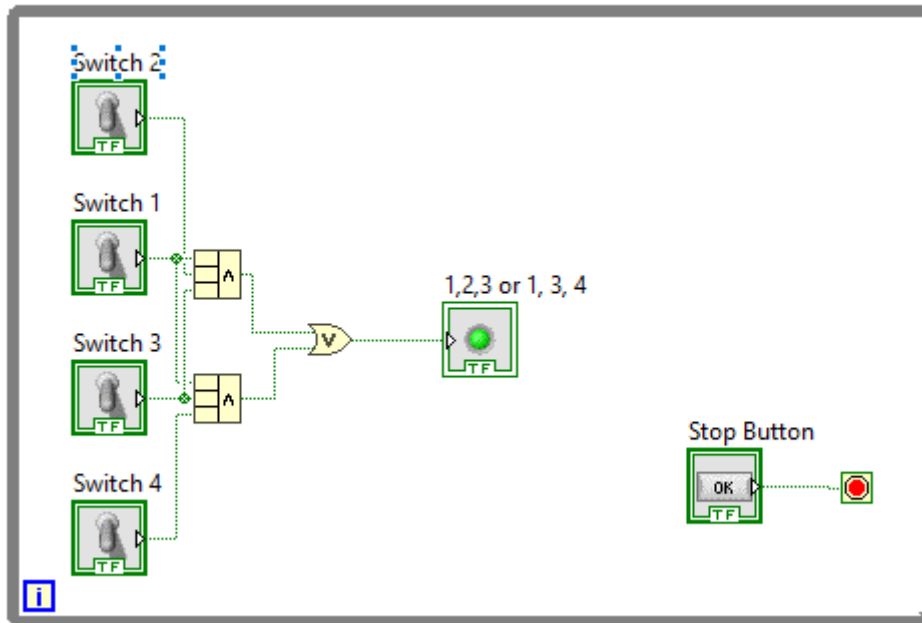 Switch 2
TF
Switch 1
TF
Switch 3
TF
Switch 4
TF
i
Λ
Λ
V
1,2,3 or 1, 3, 4
TF
Stop Button
OK
TF